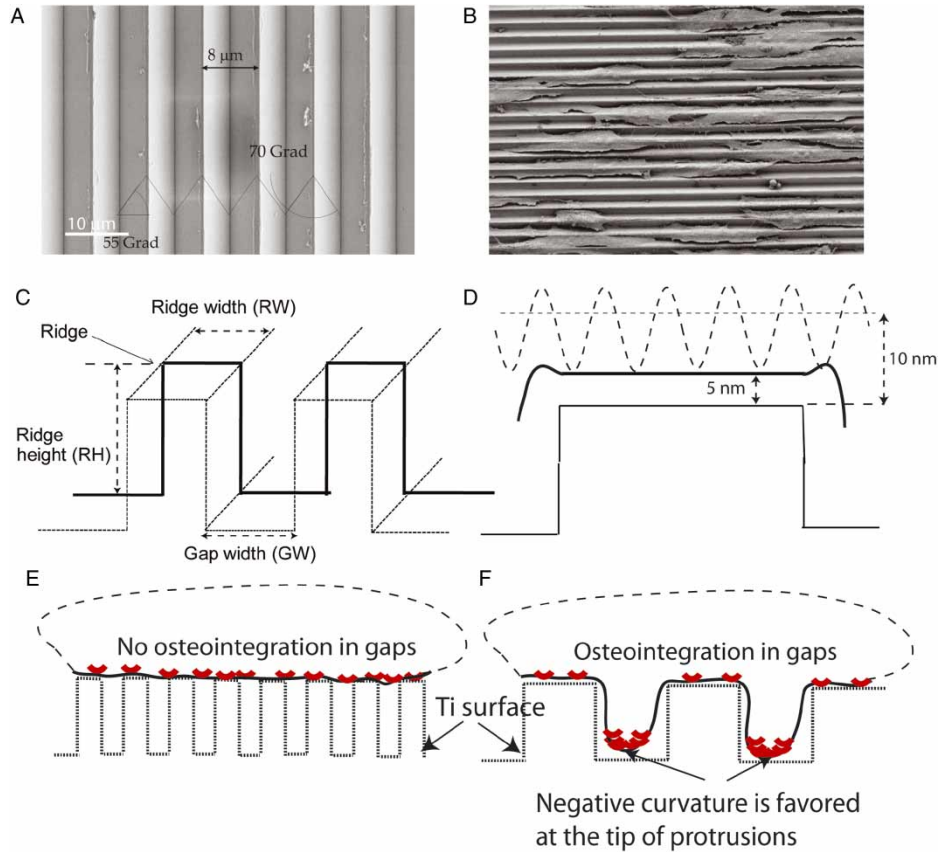 A
8 µm
70 Grad
10 µm
55 Grad
B
C
Ridge width (RW)
Ridge
Ridge
height (RH)
Gap width (GW)
D
10 nm
5 nm
E
No osteointegration in gaps
Ti surface
F
Osteointegration in gaps
Negative curvature is favored
at the tip of protrusions